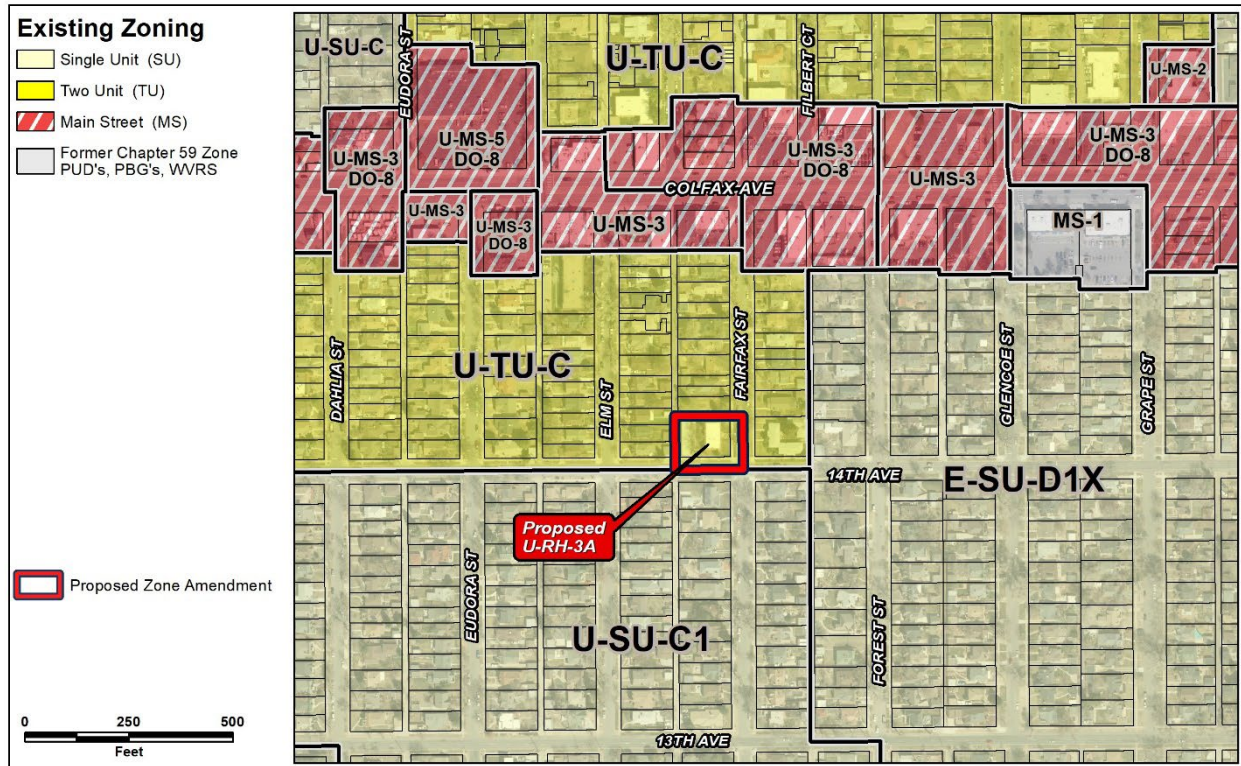 Existing Zoning
Single Unit (SU)
Two Unit (TU)
Main Street (MS)
Former Chapter 59 Zone
PUD's, PBG's, WVRS
Proposed Zone Amendment
0 250 500
Feet
U-SU-C
EUDORA ST
U-TU-C
FILBERT CT
U-MS-2
U-MS-3
DO-8
U-MS-5
DO-8
U-MS-3
DO-8
U-MS-3
DO-8
COLFAX AVE
U-MS-3
U-MS-3
U-MS-3
DO-8
U-MS-3
MS-1
DAHLIA ST
U-TU-C
ELM ST
FAIRFAX ST
GLENCOE ST
GRAPE ST
14TH AVE
E-SU-D1X
Proposed
U-RH-3A
EUDORA ST
U-SU-C1
FOREST ST
13TH AVE